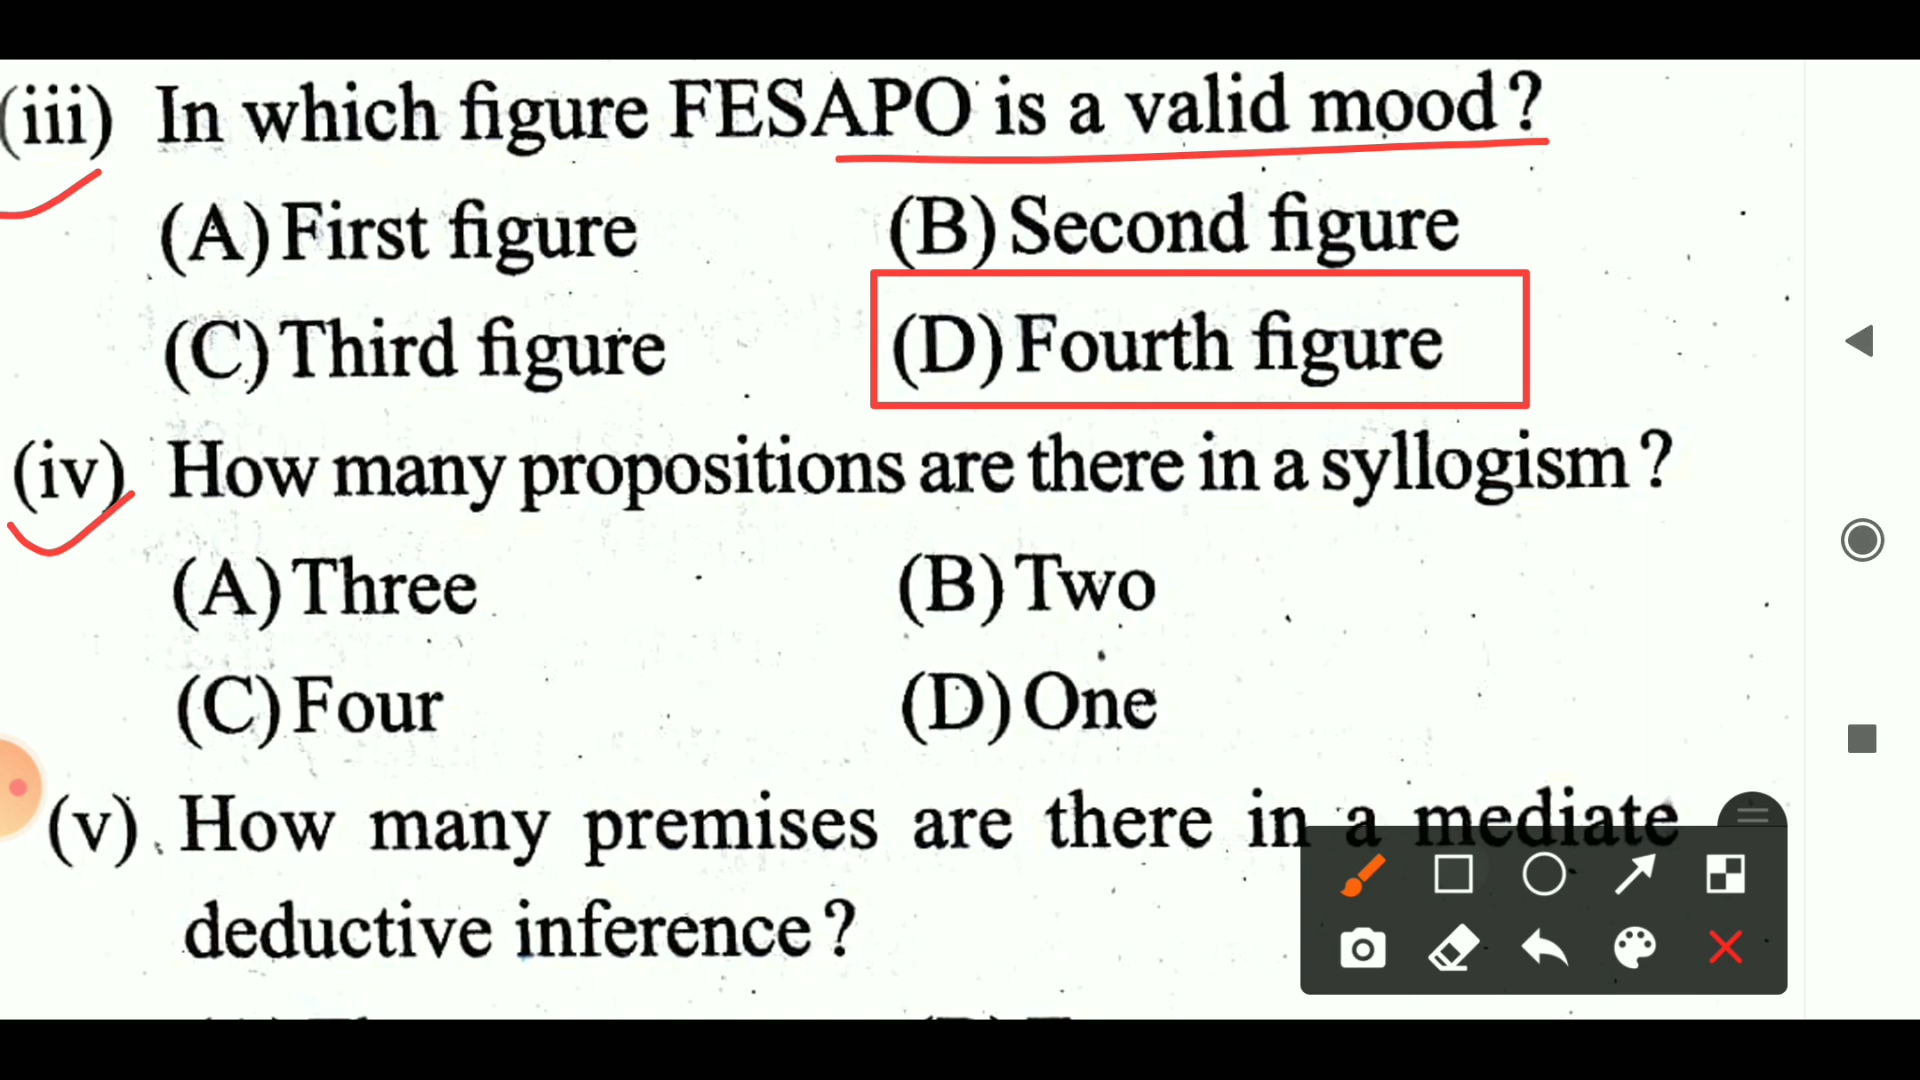 (iii) In which figure FESAPO is a valid mood?
(A) First figure (B) Second figure
(C) Third figure (D) Fourth figure
(iv) How many propositions are there in a syllogism?
(A) Three (B) Two
(C) Four (D) One
(v) How many premises are there in a mediate
deductive inference?